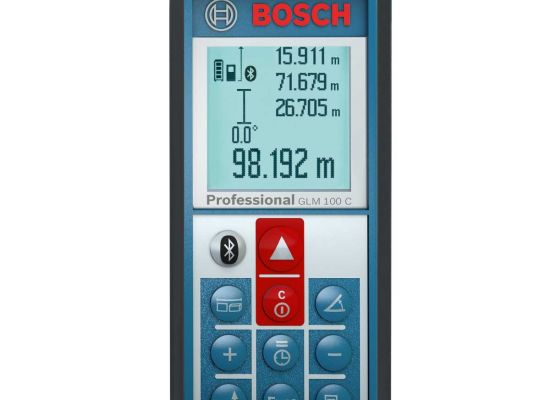 BOSCH
15.911 m
71.679 m
26.705 m
0.0°
98.192 m
Professional GLM 100 C
C
+
−